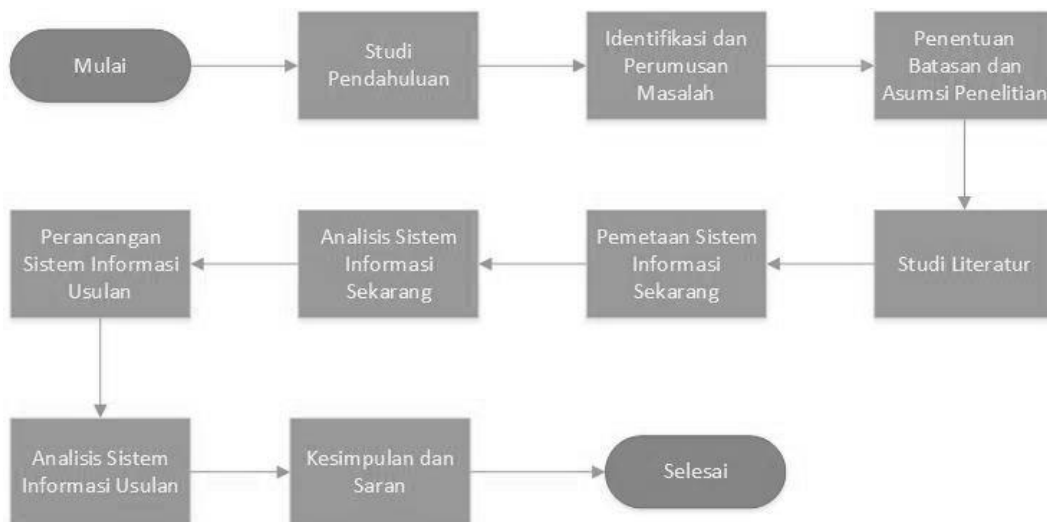 Mulai
Studi
Pendahuluan
Identifikasi dan
Perumusan
Masalah
Penentuan
Batasan dan
Asumsi Penelitian
Studi Literatur
Pemetaan Sistem
Informasi
Sekarang
Analisis Sistem
Informasi
Sekarang
Perancangan
Sistem Informasi
Usulan
Analisis Sistem
Informasi Usulan
Kesimpulan dan
Saran
Selesai